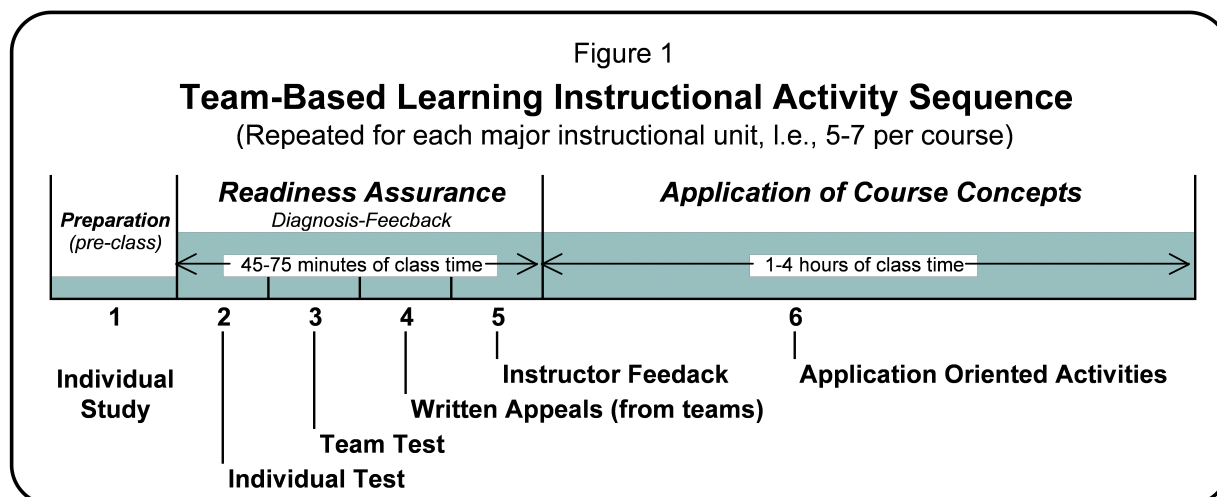 Figure 1
Team-Based Learning Instructional Activity Sequence
(Repeated for each major instructional unit, I.e., 5-7 per course)
Preparation
(pre-class)
Readiness Assurance
Diagnosis-Feecback
Application of Course Concepts
45-75 minutes of class time
1-4 hours of class time
1
2
3
4
5
6
Individual
Study
Instructor Feedack
Application Oriented Activities
Written Appeals (from teams)
Team Test
Individual Test